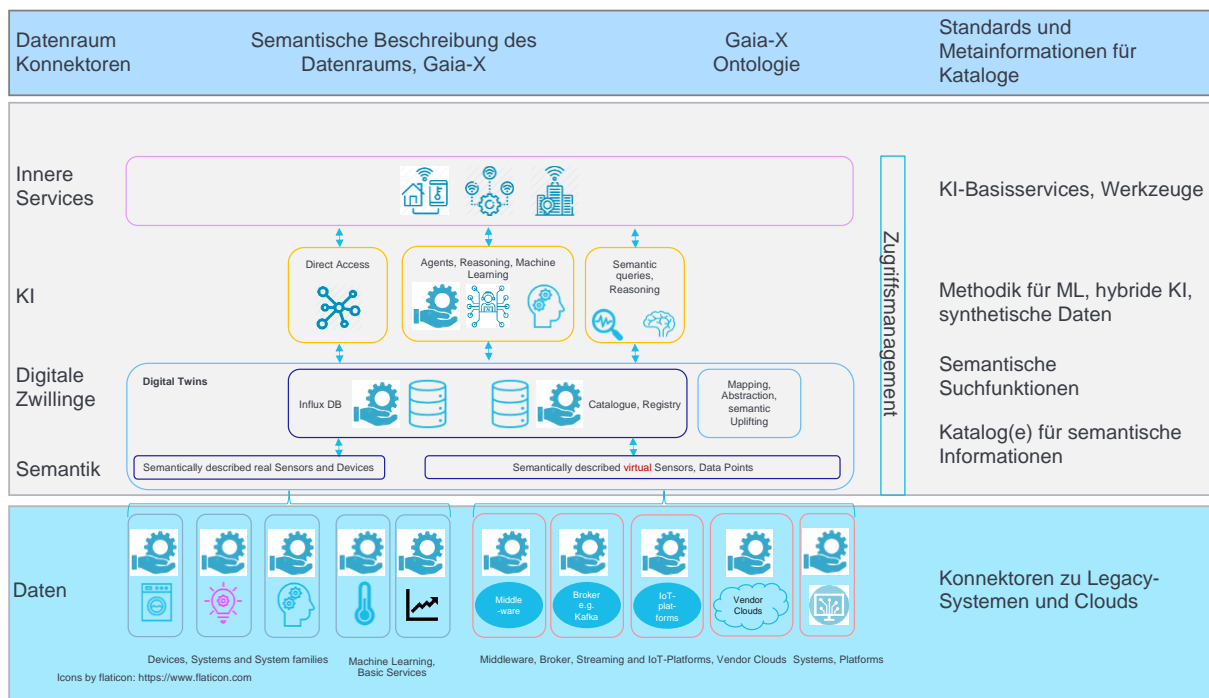 Datenraum
Konnektoren
Semantische Beschreibung des
Datenraums, Gaia-X
Gaia-X
Ontologie
Standards und
Metainformationen für
Kataloge
Innere
Services
KI-Basisservices, Werkzeuge
Zugriffsmanagement
KI
Direct Access
Agents, Reasoning, Machine
Learning
Semantic
queries,
Reasoning
Methodik für ML, hybride KI,
synthetische Daten
Digitale
Zwillinge
Digital Twins
Influx DB
Catalogue, Registry
Mapping,
Abstraction,
semantic
Uplifting
Semantische
Suchfunktionen
Katalog(e) für semantische
Informationen
Semantik
Semantically described real Sensors and Devices
Semantically described virtual Sensors, Data Points
Daten
Middle
-ware
Broker
e.g.
Kafka
IoT-
plat-
forms
Vendor
Clouds
Konnektoren zu Legacy-
Systemen und Clouds
Devices, Systems and System families
Machine Learning,
Basic Services
Middleware, Broker, Streaming and IoT-Platforms, Vendor Clouds
Systems, Platforms
Icons by flaticon: https://www.flaticon.com